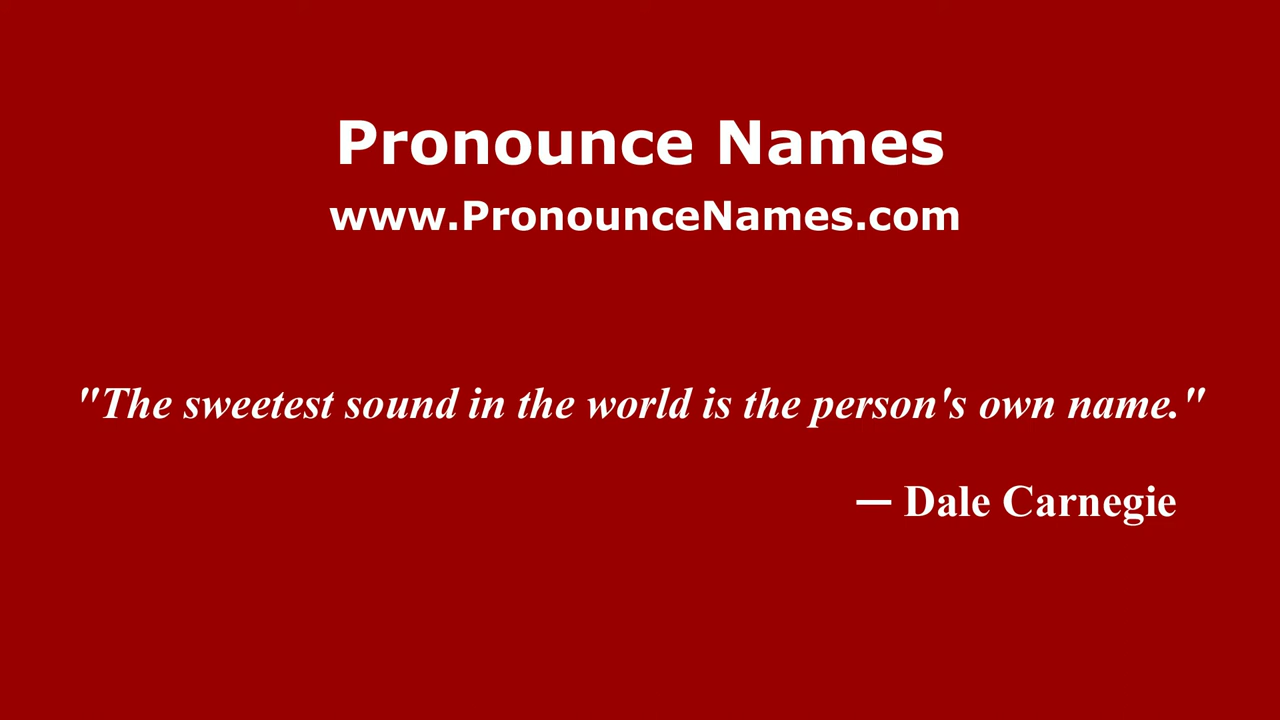 Pronounce Names
www.PronounceNames.com
"The sweetest sound in the world is the person's own name."
— Dale Carnegie